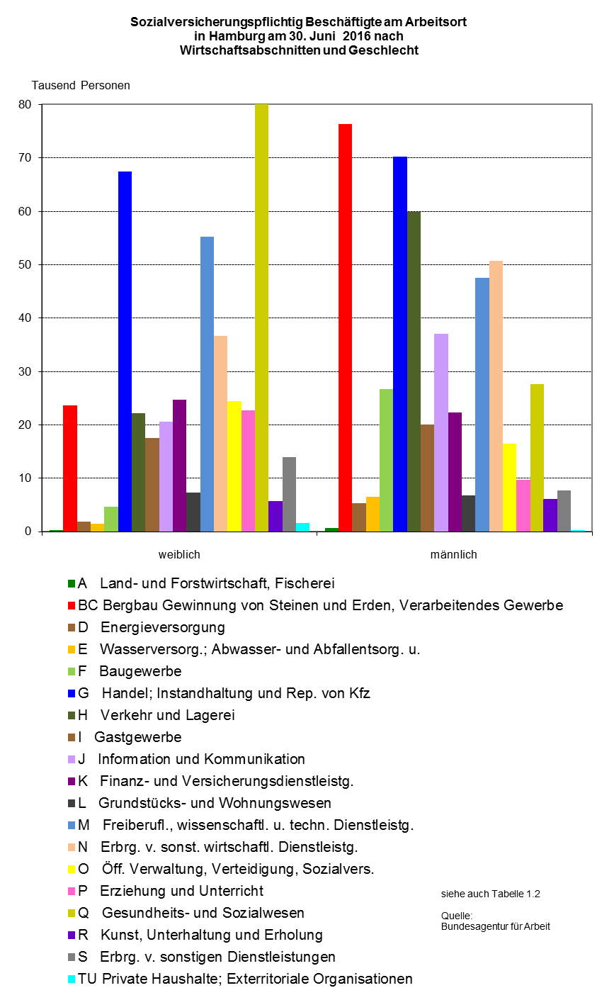 Sozialversicherungspflichtig Beschäftigte am Arbeitsort
in Hamburg am 30. Juni 2016 nach
Wirtschaftsabschnitten und Geschlecht
Tausend Personen
80
70
60
50
40
30
20
10
0
weiblich
männlich
A Land- und Forstwirtschaft, Fischerei
BC Bergbau Gewinnung von Steinen und Erden, Verarbeitendes Gewerbe
D Energieversorgung
E Wasserversorg.; Abwasser- und Abfallentsorg. u.
F Baugewerbe
G Handel; Instandhaltung und Rep. von Kfz
H Verkehr und Lagerei
I Gastgewerbe
J Information und Kommunikation
K Finanz- und Versicherungsdienstleistg.
L Grundstücks- und Wohnungswesen
M Freiberufl., wissenschaftl. u. techn. Dienstleistg.
N Erbrg. v. sonst. wirtschaftl. Dienstleistg.
O Öff. Verwaltung, Verteidigung, Sozialvers.
P Erziehung und Unterricht
Q Gesundheits- und Sozialwesen
R Kunst, Unterhaltung und Erholung
S Erbrg. v. sonstigen Dienstleistungen
TU Private Haushalte; Exterritoriale Organisationen
siehe auch Tabelle 1.2
Quelle:
Bundesagentur für Arbeit